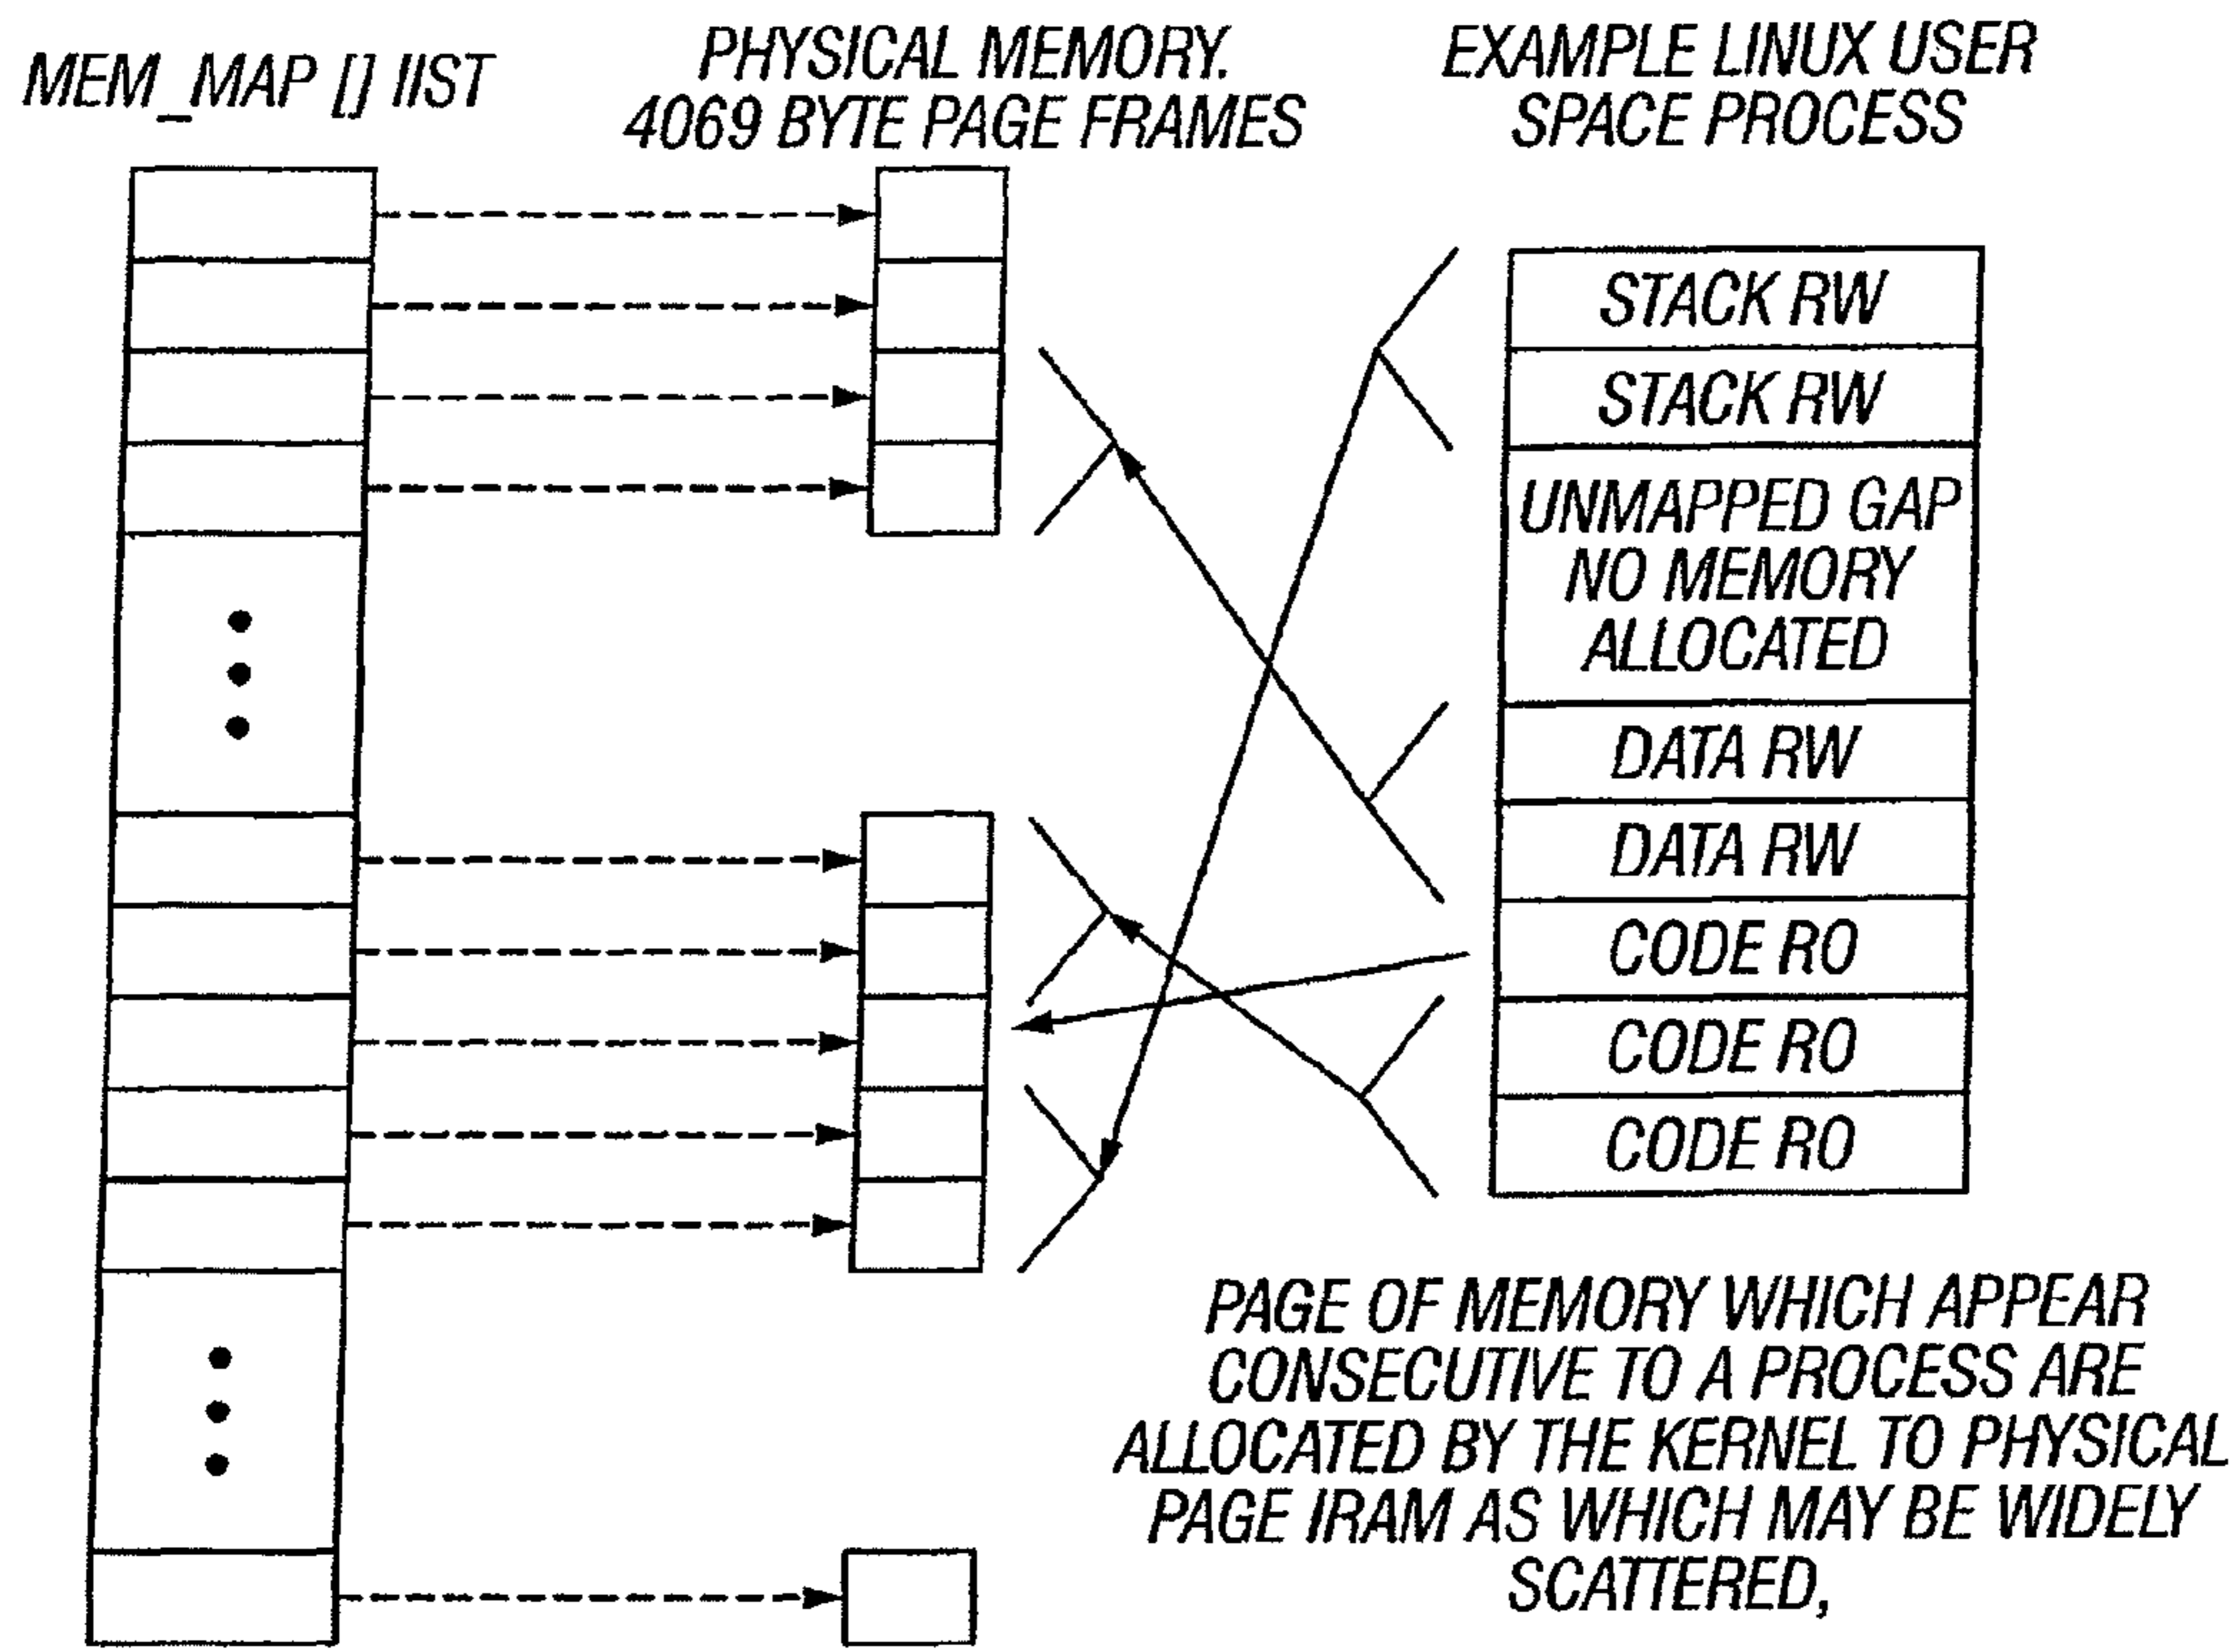 MEM_MAP [] IIST
PHYSICAL MEMORY.
4069 BYTE PAGE FRAMES
EXAMPLE LINUX USER
SPACE PROCESS
STACK RW
STACK RW
UNMAPPED GAP
NO MEMORY
ALLOCATED
DATA RW
DATA RW
CODE RO
CODE RO
CODE RO
PAGE OF MEMORY WHICH APPEAR
CONSECUTIVE TO A PROCESS ARE
ALLOCATED BY THE KERNEL TO PHYSICAL
PAGE IRAM AS WHICH MAY BE WIDELY
SCATTERED,